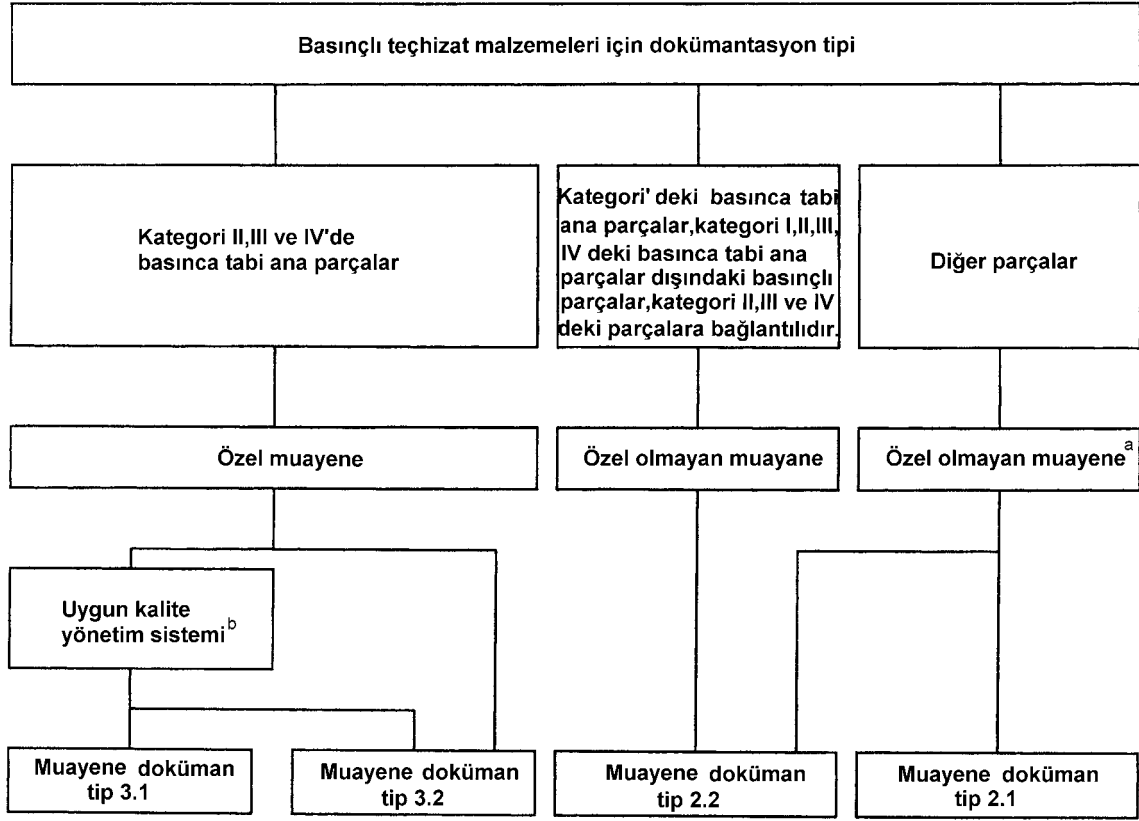 Basınçlı teçhizat malzemeleri için dokümantasyon tipi
Kategori II,III ve IV'de
basınca tabi ana parçalar
Kategori' deki basınca tabi
ana parçalar,kategori I,II,III,
IV deki basınca tabi ana
parçalar dışındaki basınçlı
parçalar,kategori II,III ve IV
deki parçalara bağlantılıdır.
Diğer parçalar
Özel muayene
Özel olmayan muayane
Özel olmayan muayene a
Uygun kalite
yönetim sistemi b
Muayene doküman
tip 3.1
Muayene doküman
tip 3.2
Muayene doküman
tip 2.2
Muayene doküman
tip 2.1